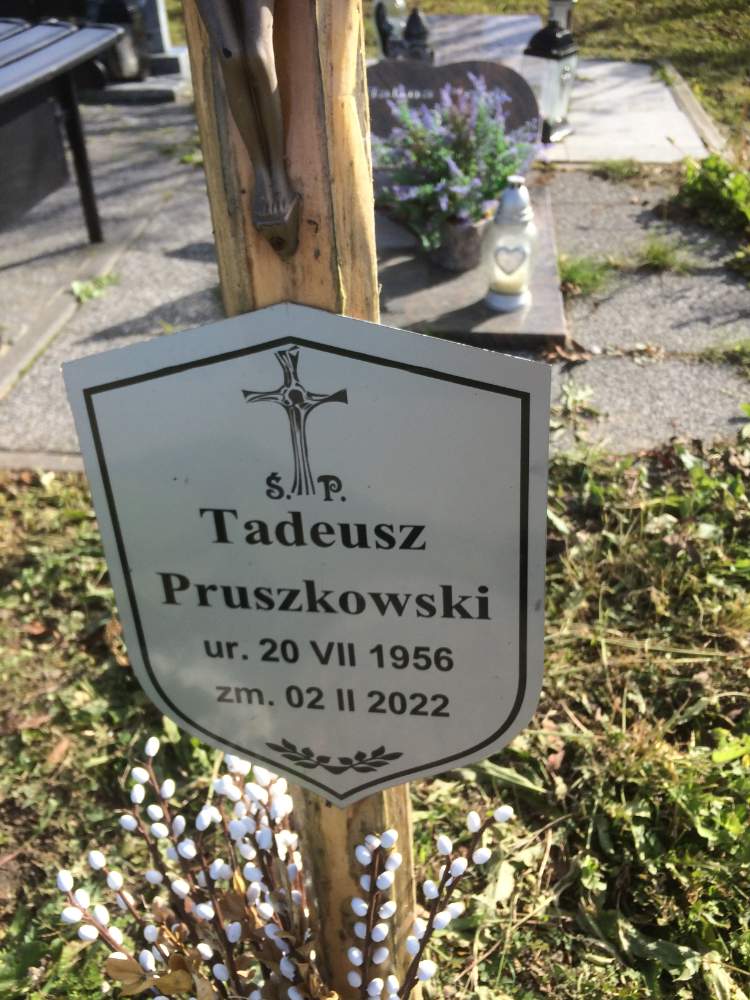 Ś. P.
Tadeusz
Pruszkowski
ur. 20 VII 1956
zm. 02 II 2022